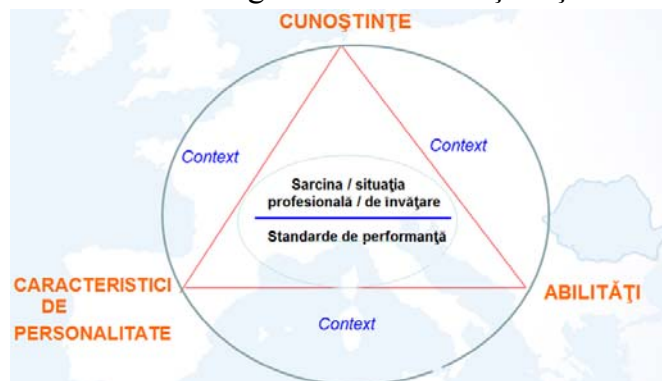 CUNOŞTINŢE
Context
Context
Sarcina / situaţia
profesională / de învăţare
Standarde de performanţă
CARACTERISTICI
DE
PERSONALITATE
ABILITĂŢI
Context